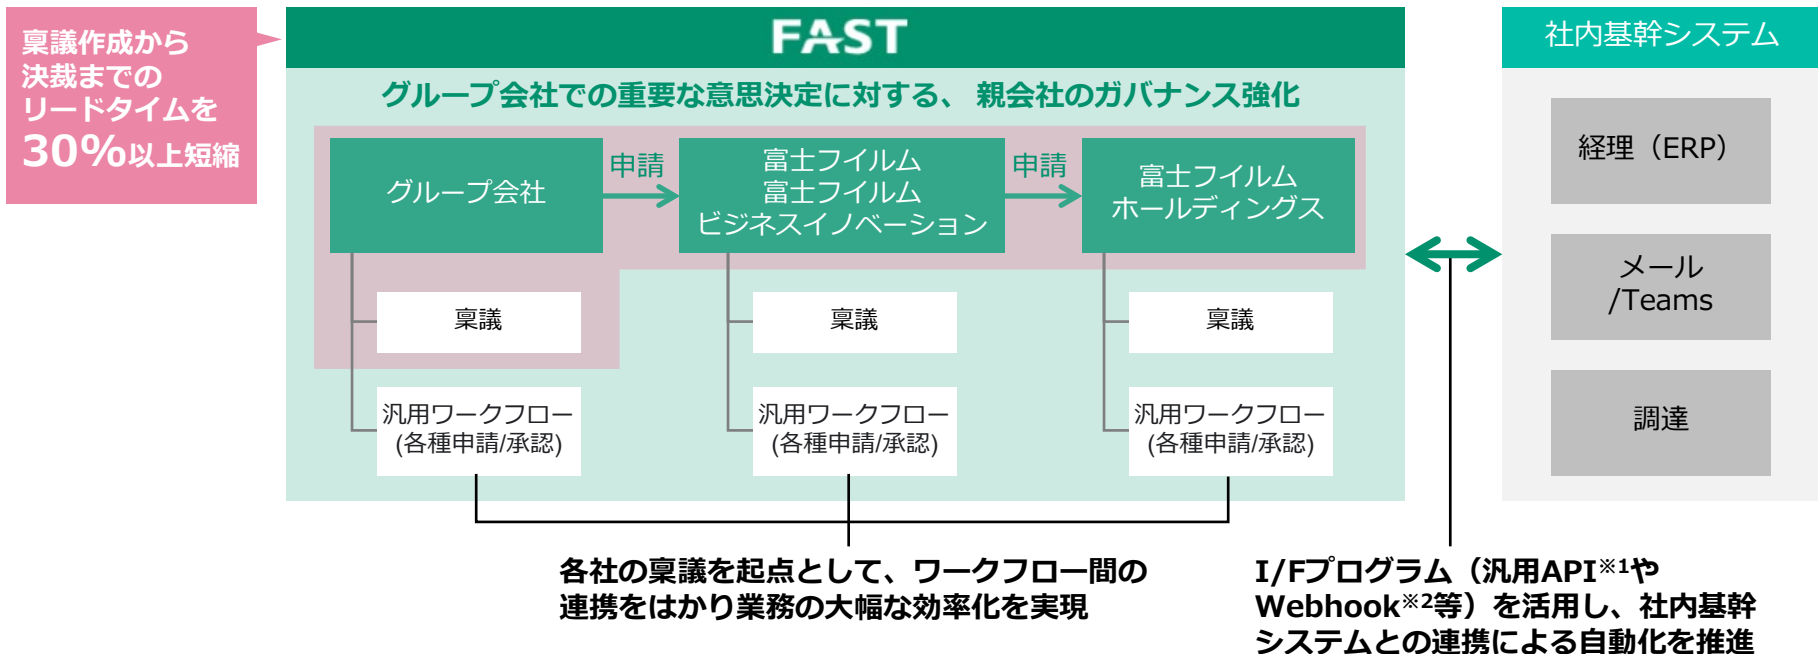 稟議作成から
決裁までの
リードタイムを
30%以上短縮
FAST
グループ会社での重要な意思決定に対する、 親会社のガバナンス強化
グループ会社
申請
富士フイルム
富士フイルム
ビジネスイノベーション
申請
富士フイルム
ホールディングス
稟議
稟議
稟議
汎用ワークフロー
(各種申請/承認)
汎用ワークフロー
(各種申請/承認)
汎用ワークフロー
(各種申請/承認)
社内基幹システム
経理（ERP）
メール
/Teams
調達
各社の稟議を起点として、ワークフロー間の
連携をはかり業務の大幅な効率化を実現
I/Fプログラム（汎用API※1や
Webhook※2等）を活用し、社内基幹
システムとの連携による自動化を推進